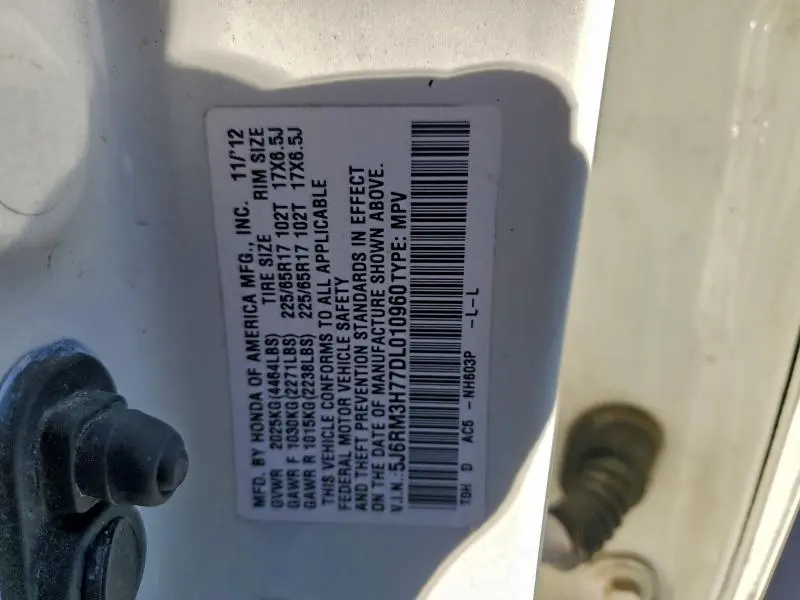 MFD. BY HONDA OF AMERICA MFG., INC. 11/'12
GVWR 2025KG(4464LBS) TIRE SIZE RIM SIZE
GAWR F 1030KG(2271LBS) 225/65R17 102T 17X6.5J
GAWR R 1015KG(2238LBS) 225/65R17 102T 17X6.5J
THIS VEHICLE CONFORMS TO ALL APPLICABLE
FEDERAL MOTOR VEHICLE SAFETY
AND THEFT PREVENTION STANDARDS IN EFFECT
ON THE DATE OF MANUFACTURE SHOWN ABOVE.
V.I.N.:5J6RM3H77DL010960 TYPE: MPV
TDH D AC5 -NH603P -L-L